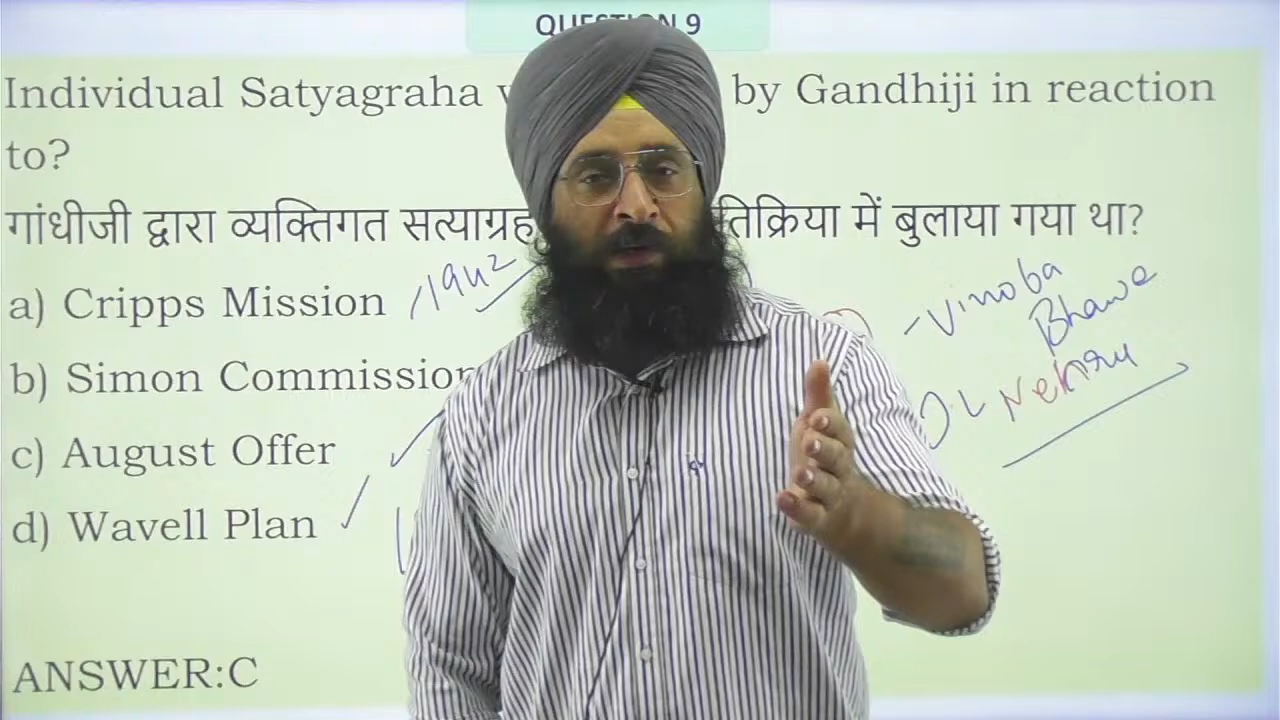 QUESTION 9
Individual Satyagraha by Gandhiji in reaction
to?
गांधीजी द्वारा व्यक्तिगत सत्याग्रह में बुलाया गया था?
a) Cripps Mission 1942
b) Simon Commission
c) August Offer
d) Wavell Plan
Vinoba
Bhave
J.L Nehru
ANSWER:C